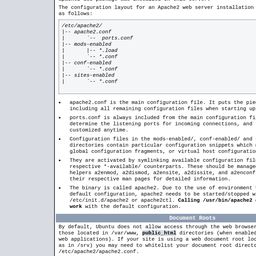 The configuration layout for an Apache2 web server installation
as follows:
/etc/apache2/
|-- apache2.conf
|       `--  ports.conf
|-- mods-enabled
|       |-- *.load
|       `-- *.conf
|-- conf-enabled
|       `-- *.conf
|-- sites-enabled
        `-- *.conf
apache2.conf is the main configuration file. It puts the pie
including all remaining configuration files when starting up
ports.conf is always included from the main configuration fi
determine the listening ports for incoming connections, and
customized anytime.
Configuration files in the mods-enabled/, conf-enabled/ and
directories contain particular configuration snippets which
global configuration fragments, or virtual host configuratio
They are activated by symlinking available configuration fil
respective *-available/ counterparts. These should be manage
helpers a2enmod, a2dismod, a2ensite, a2dissite, and a2enconf
their respective man pages for detailed information.
The binary is called apache2. Due to the use of environment
default configuration, apache2 needs to be started/stopped w
/etc/init.d/apache2 or apache2ctl. Calling /usr/bin/apache2
work with the default configuration.
Document Roots
By default, Ubuntu does not allow access through the web browse
those located in /var/www, public_html directories (when enable
web applications). If your site is using a web document root lo
as in /srv) you may need to whitelist your document root direct
/etc/apache2/apache2.conf.